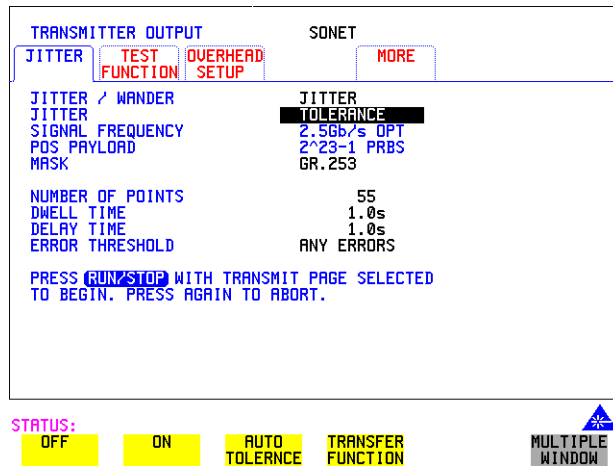 TRANSMITTER OUTPUT SONET
JITTER TEST FUNCTION OVERHEAD SETUP MORE
JITTER / WANDER JITTER
JITTER TOLERANCE
SIGNAL FREQUENCY 2.5Gb/s OPT
POS PAYLOAD 2^23-1 PRBS
MASK GR.253
NUMBER OF POINTS 55
DWELL TIME 1.0s
DELAY TIME 1.0s
ERROR THRESHOLD ANY ERRORS
PRESS RUN/STOP WITH TRANSMIT PAGE SELECTED
TO BEGIN. PRESS AGAIN TO ABORT.
STATUS:
OFF ON AUTO TOLERNCE TRANSFER FUNCTION MULTIPLE WINDOW